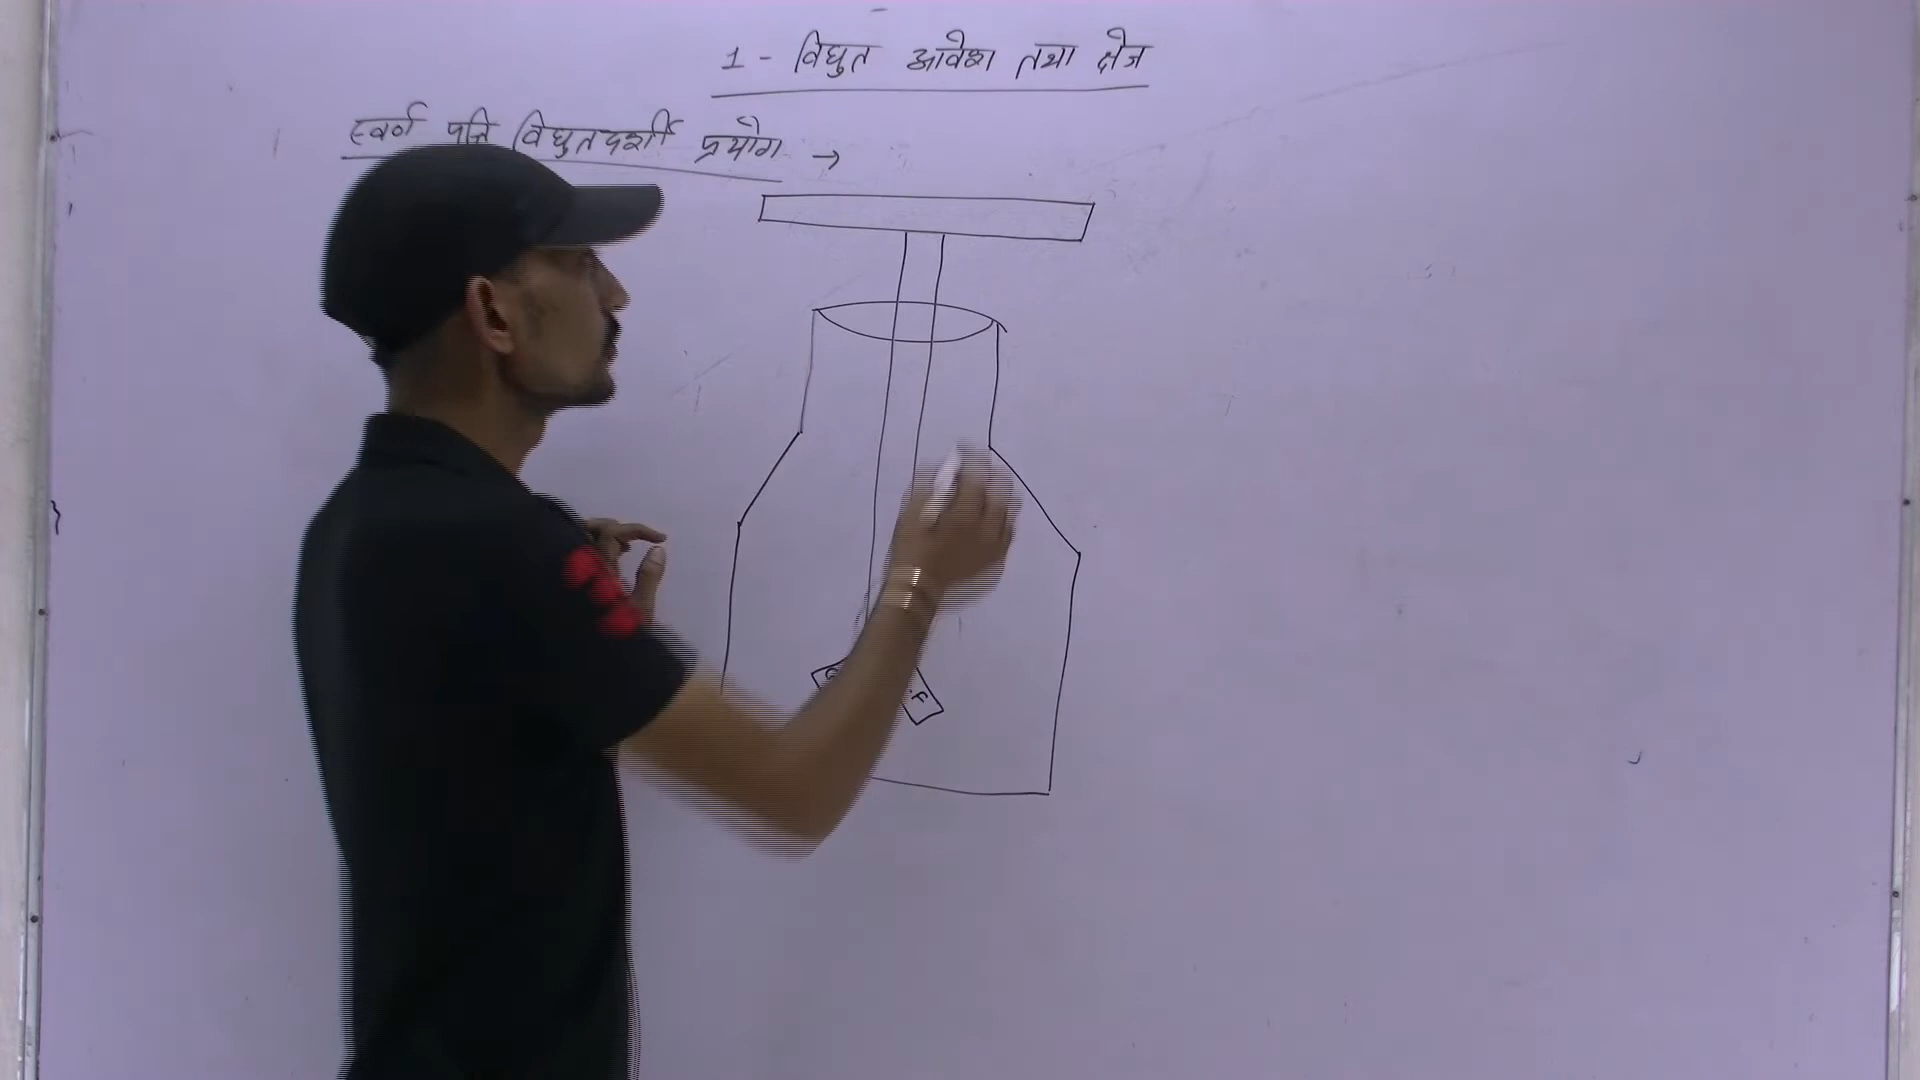 1 - विद्युत आवेश तथा क्षेत्र
स्वर्ण पत्ति विद्युतदर्शी प्रयोग →
G .F